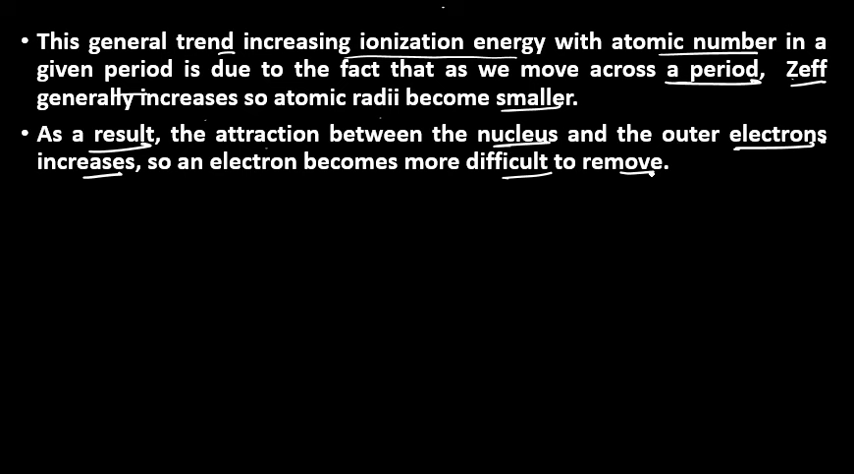 • This general trend increasing ionization energy with atomic number in a
given period is due to the fact that as we move across a period, Zeff
generally increases so atomic radii become smaller.
• As a result, the attraction between the nucleus and the outer electrons
increases, so an electron becomes more difficult to remove.